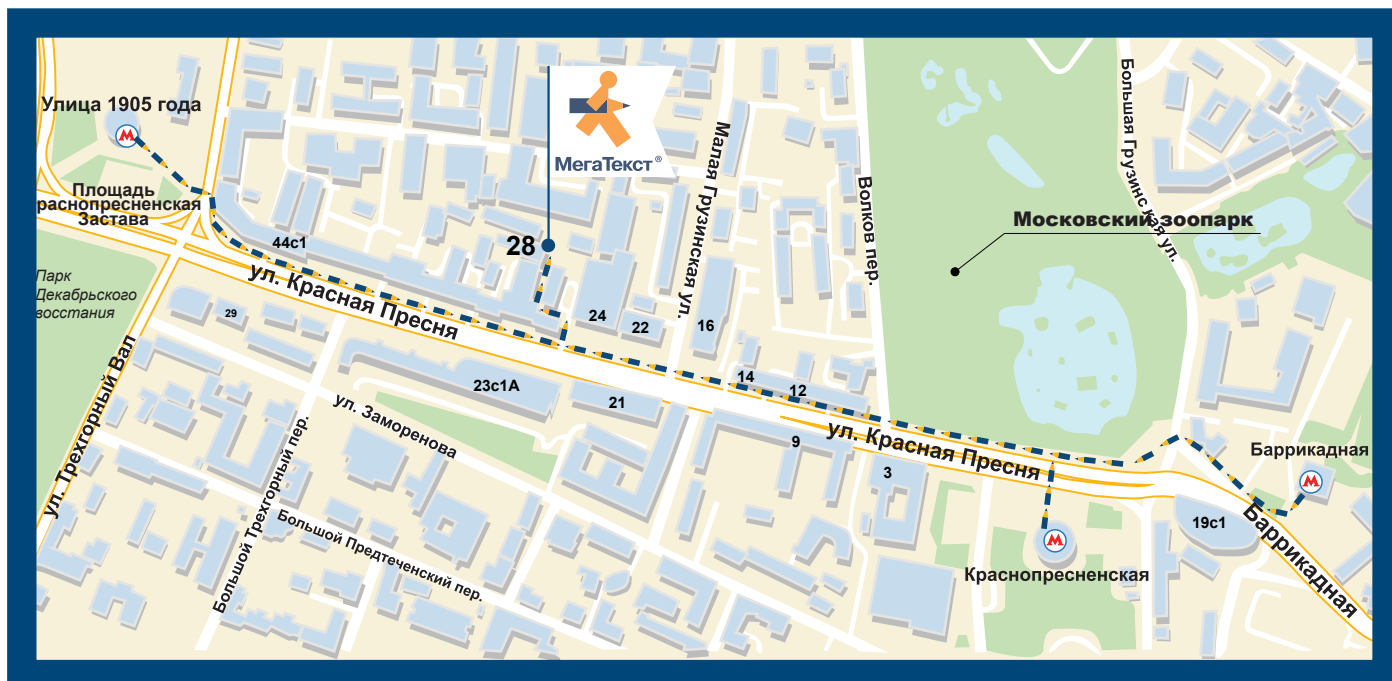 Улица 1905 года
Площадь
раснопресненская
Застава
Парк
Декабрьского
восстания
МегаТекст®
28
44с1
ул. Красная Пресня
29
24
22
16
14
12
23с1А
21
9
3
19с1
Малая Грузинская ул.
Волков пер.
Большая Грузинская ул.
Московский зоопарк
ул. Красная Пресня
Баррикадная
Баррикадная
Краснопресненская
ул. Трехгорный Вал
ул. Заморенова
Большой Трехгорный пер.
Большой Предтеченский пер.